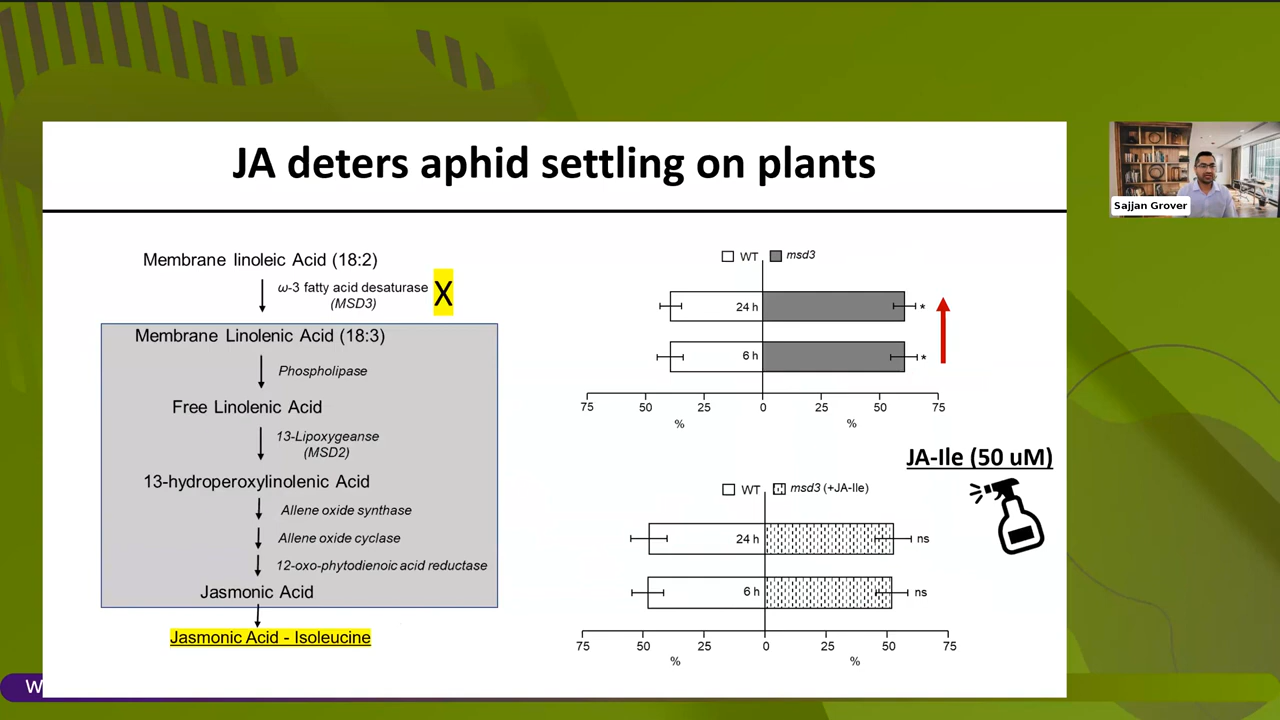 JA deters aphid settling on plants
Sajjan Grover
Membrane linoleic Acid (18:2)
ω-3 fatty acid desaturase
(MSD3)
X
Membrane Linolenic Acid (18:3)
Phospholipase
Free Linolenic Acid
13-Lipoxygeanse
(MSD2)
13-hydroperoxylinolenic Acid
Allene oxide synthase
Allene oxide cyclase
12-oxo-phytodienoic acid reductase
Jasmonic Acid
Jasmonic Acid - Isoleucine
WT msd3
24 h *
6 h *
75 50 25 0 25 50 75
% %
JA-Ile (50 uM)
WT msd3 (+JA-Ile)
24 h ns
6 h ns
75 50 25 0 25 50 75
% %
W